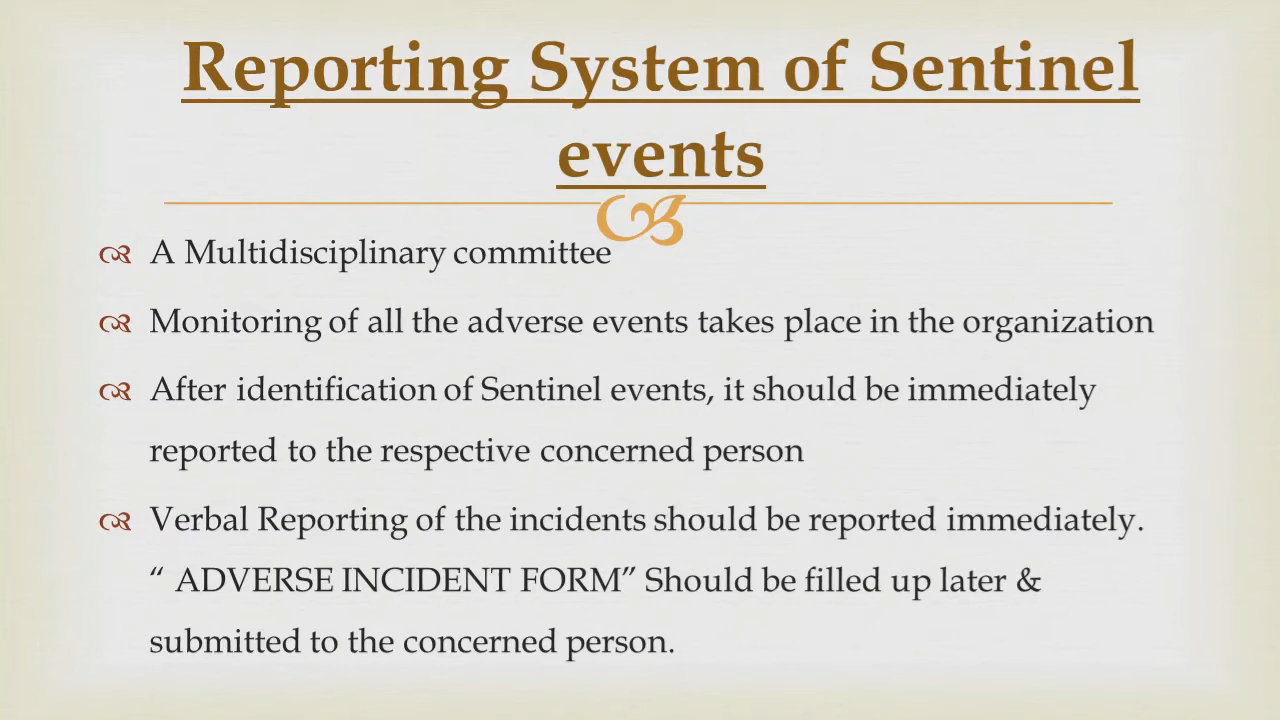 Reporting System of Sentinel
events
A Multidisciplinary committee
Monitoring of all the adverse events takes place in the organization
After identification of Sentinel events, it should be immediately
reported to the respective concerned person
Verbal Reporting of the incidents should be reported immediately.
“ ADVERSE INCIDENT FORM” Should be filled up later &
submitted to the concerned person.